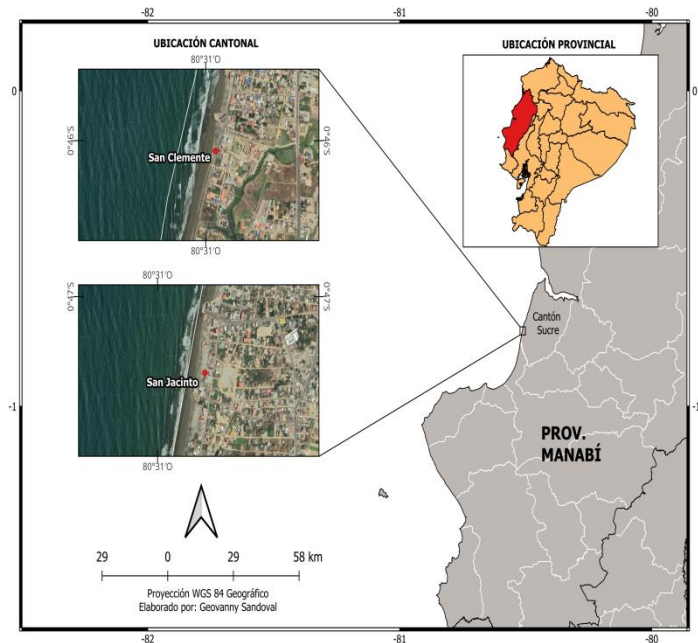 -82
-81
-80
UBICACIÓN CANTONAL
UBICACIÓN PROVINCIAL
80°31'O
0
0
0°46'S
San Clemente
0°46'S
80°31'O
80°31'O
0°47'S
0°47'S
San Jacinto
80°31'O
Cantón
Sucre
-1
-1
PROV.
MANABÍ
29 0 29 58 km
Proyección WGS 84 Geográfico
Elaborado por: Geovanny Sandoval
-82
-81
-80